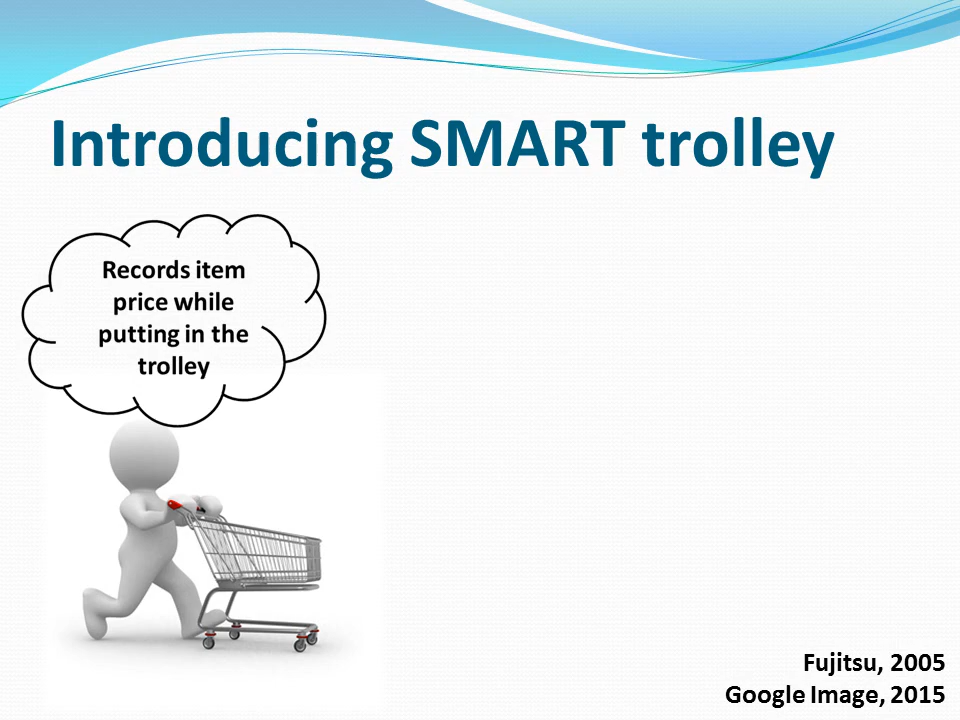 Introducing SMART trolley
Records item
price while
putting in the
trolley
Fujitsu, 2005
Google Image, 2015